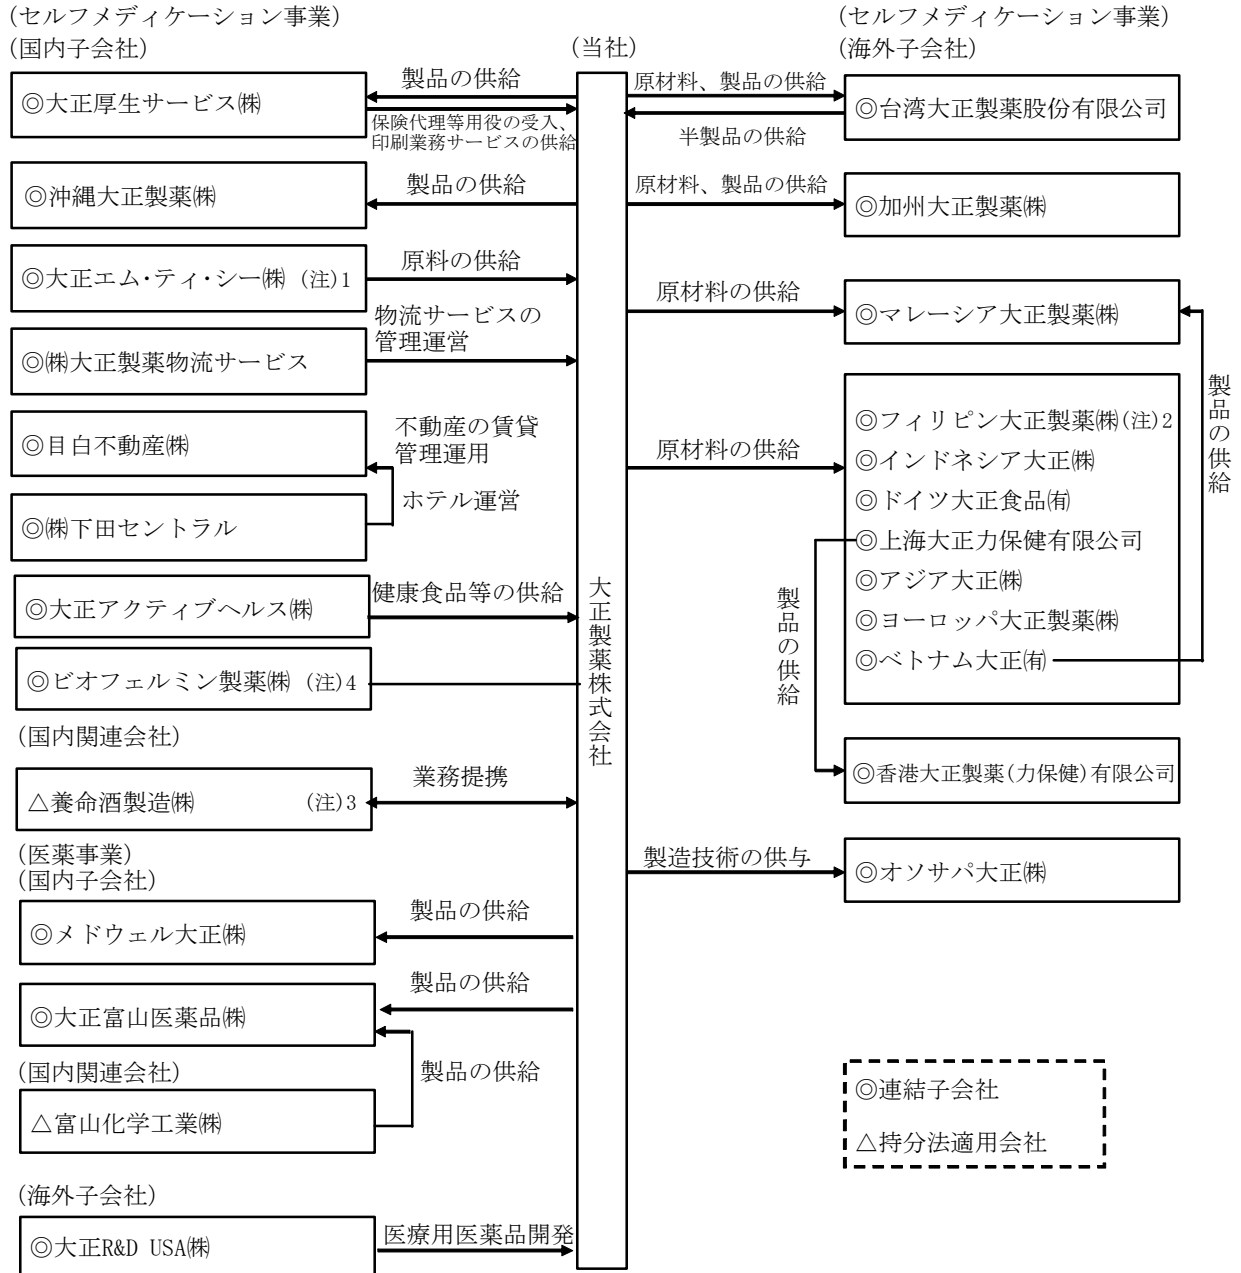 (セルフメディケーション事業)
(国内子会社)
(当社)
(セルフメディケーション事業)
(海外子会社)
◎大正厚生サービス㈱
製品の供給
保険代理等用役の受入、
印刷業務サービスの供給
原材料、製品の供給
半製品の供給
◎台湾大正製薬股份有限公司
◎沖縄大正製薬㈱
製品の供給
原材料、製品の供給
◎加州大正製薬㈱
◎大正エム・ティ・シー㈱ (注)1
原料の供給
原材料の供給
◎マレーシア大正製薬㈱
◎㈱大正製薬物流サービス
物流サービスの
管理運営
◎目白不動産㈱
不動産の賃貸
管理運用
◎㈱下田セントラル
ホテル運営
原材料の供給
◎フィリピン大正製薬㈱(注)2
◎インドネシア大正㈱
◎ドイツ大正食品㈲
◎上海大正力保健有限公司
◎アジア大正㈱
◎ヨーロッパ大正製薬㈱
◎ベトナム大正㈲
製品の供給
製品の供給
◎大正アクティブヘルス㈱
健康食品等の供給
大正製薬株式会社
◎ビオフェルミン製薬㈱ (注)4
(国内関連会社)
△養命酒製造㈱ (注)3
業務提携
◎香港大正製薬(力保健)有限公司
(医薬事業)
(国内子会社)
製造技術の供与
◎オソサパ大正㈱
◎メドウェル大正㈱
製品の供給
◎大正富山医薬品㈱
製品の供給
(国内関連会社)
△富山化学工業㈱
製品の供給
◎連結子会社
△持分法適用会社
(海外子会社)
◎大正R&D USA㈱
医療用医薬品開発